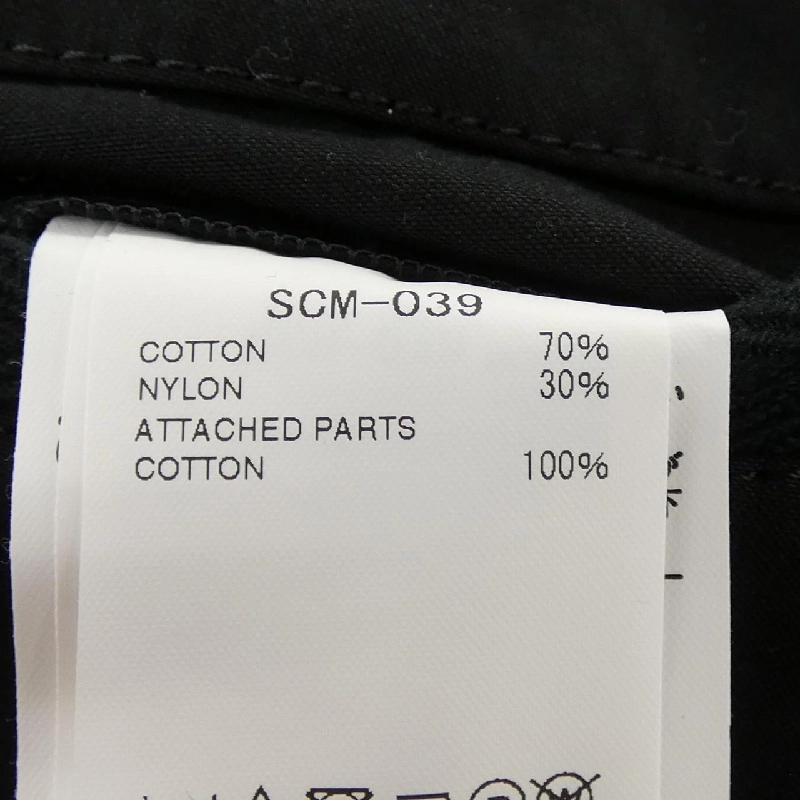 SCM-039
COTTON 70%
NYLON 30%
ATTACHED PARTS
COTTON 100%